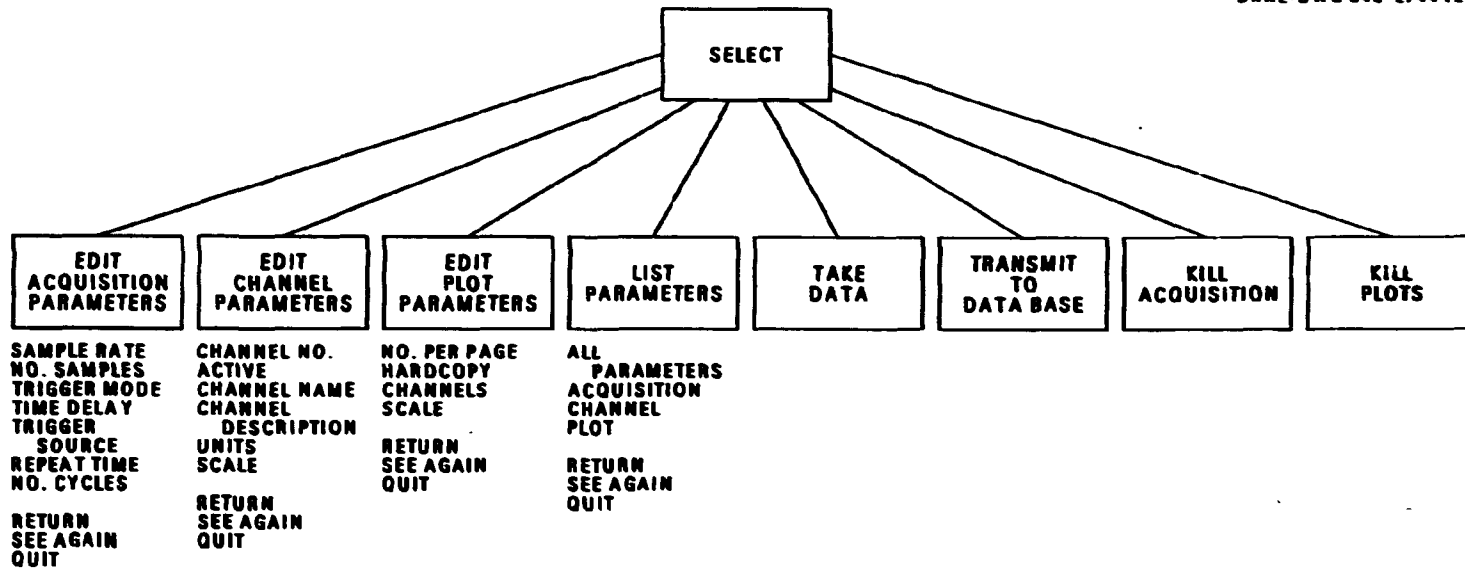 SELECT
EDIT
ACQUISITION
PARAMETERS
EDIT
CHANNEL
PARAMETERS
EDIT
PLOT
PARAMETERS
LIST
PARAMETERS
TAKE
DATA
TRANSMIT
TO
DATA BASE
KILL
ACQUISITION
KILL
PLOTS
SAMPLE RATE
NO. SAMPLES
TRIGGER MODE
TIME DELAY
TRIGGER
SOURCE
REPEAT TIME
NO. CYCLES
RETURN
SEE AGAIN
QUIT
CHANNEL NO.
ACTIVE
CHANNEL NAME
CHANNEL
DESCRIPTION
UNITS
SCALE
RETURN
SEE AGAIN
QUIT
NO. PER PAGE
HARDCOPY
CHANNELS
SCALE
RETURN
SEE AGAIN
QUIT
ALL
PARAMETERS
ACQUISITION
CHANNEL
PLOT
RETURN
SEE AGAIN
QUIT